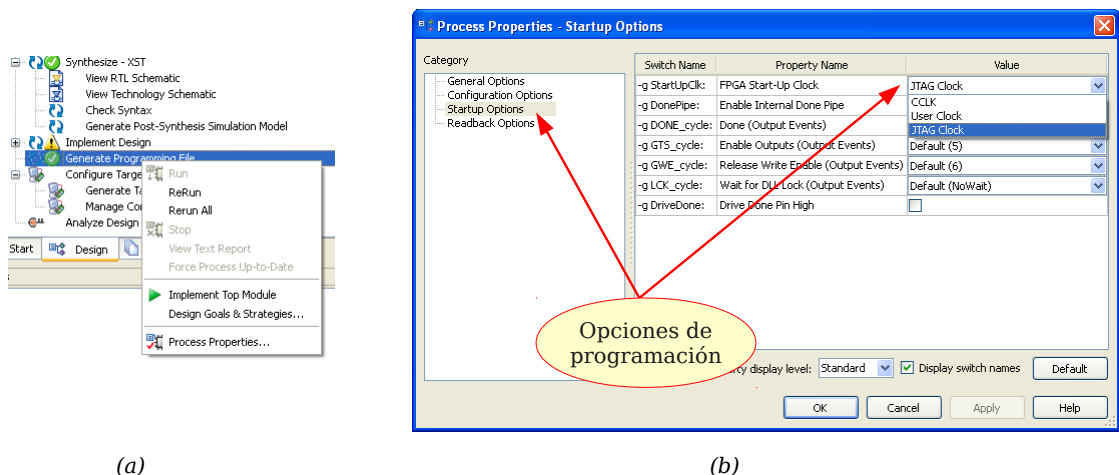 Synthesize - XST
View RTL Schematic
View Technology Schematic
Check Syntax
Generate Post-Synthesis Simulation Model
Implement Design
Generate Programming File
Configure Targe
Generate Ta
Manage Cor
Analyze Design
Run
ReRun
Rerun All
Stop
View Text Report
Force Process Up-to-Date
Implement Top Module
Design Goals & Strategies...
Process Properties...
Start
Design
Process Properties - Startup Options
Category
General Options
Configuration Options
Startup Options
Readback Options
Switch Name Property Name Value
-g StartUpClk: FPGA Start-Up Clock JTAG Clock
CCLK
User Clock
JTAG Clock
-g DonePipe: Enable Internal Done Pipe
-g DONE_cycle: Done (Output Events)
-g GTS_cycle: Enable Outputs (Output Events) Default (5)
-g GWE_cycle: Release Write Enable (Output Events) Default (6)
-g LCK_cycle: Wait for DLL Lock (Output Events) Default (NoWait)
-g DriveDone: Drive Done Pin High
Opciones de
programación
rty display level: Standard Display switch names Default
OK Cancel Apply Help
(a)
(b)